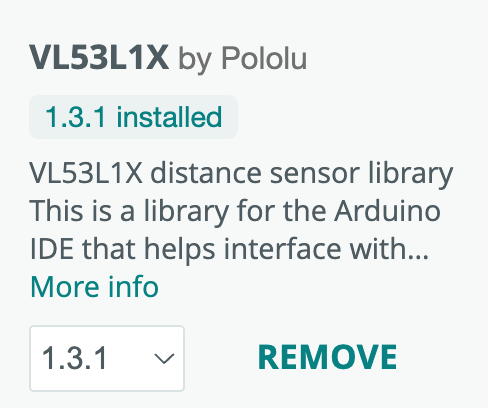 VL53L1X by Pololu
1.3.1 installed
VL53L1X distance sensor library
This is a library for the Arduino
IDE that helps interface with...
More info
1.3.1
REMOVE